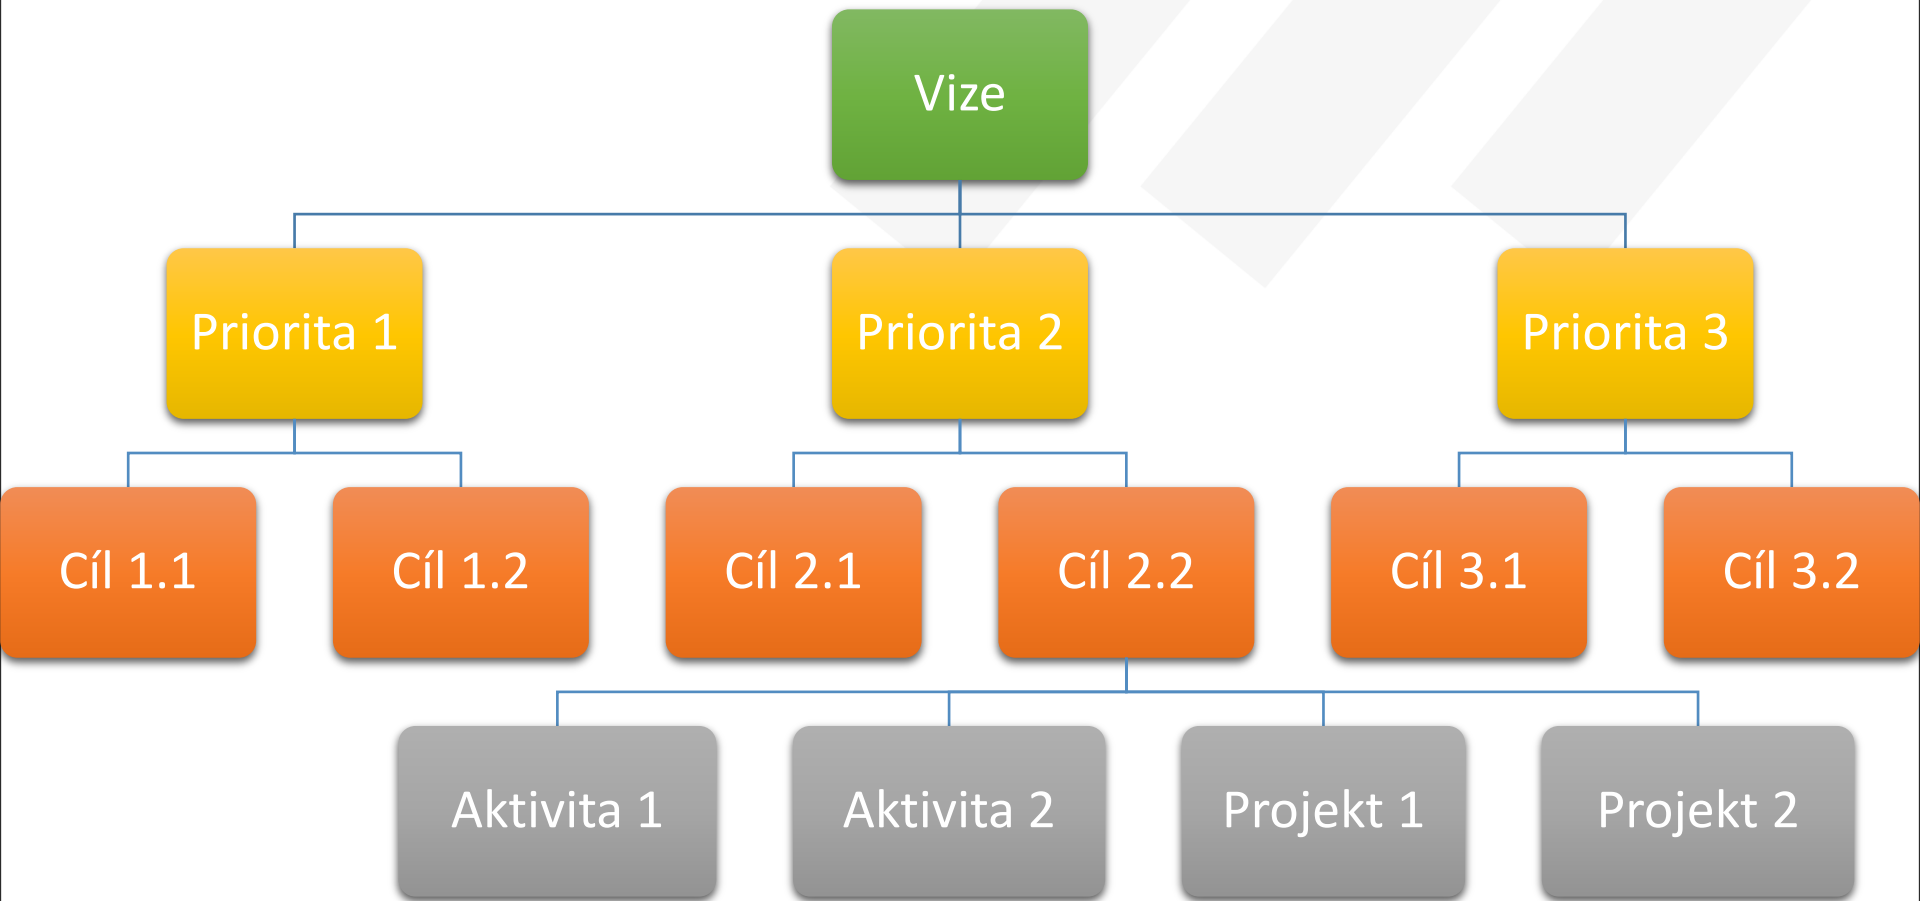 Vize
Priorita 1
Priorita 2
Priorita 3
Cíl 1.1
Cíl 1.2
Cíl 2.1
Cíl 2.2
Cíl 3.1
Cíl 3.2
Aktivita 1
Aktivita 2
Projekt 1
Projekt 2